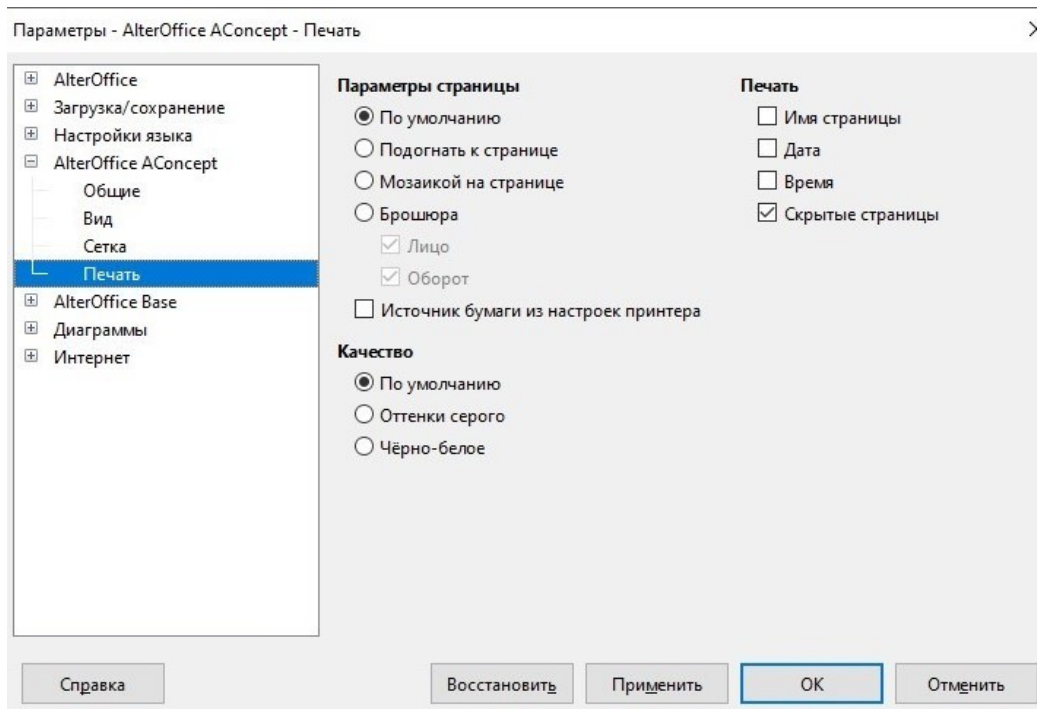 Параметры - AlterOffice AConcept - Печать
AlterOffice
Загрузка/сохранение
Настройки языка
AlterOffice AConcept
Общие
Вид
Сетка
Печать
AlterOffice Base
Диаграммы
Интернет
Параметры страницы
По умолчанию
Подогнать к странице
Мозаикой на странице
Брошюра
Лицо
Оборот
Источник бумаги из настроек принтера
Качество
По умолчанию
Оттенки серого
Чёрно-белое
Печать
Имя страницы
Дата
Время
Скрытые страницы
Справка
Восстановить
Применить
OK
Отменить